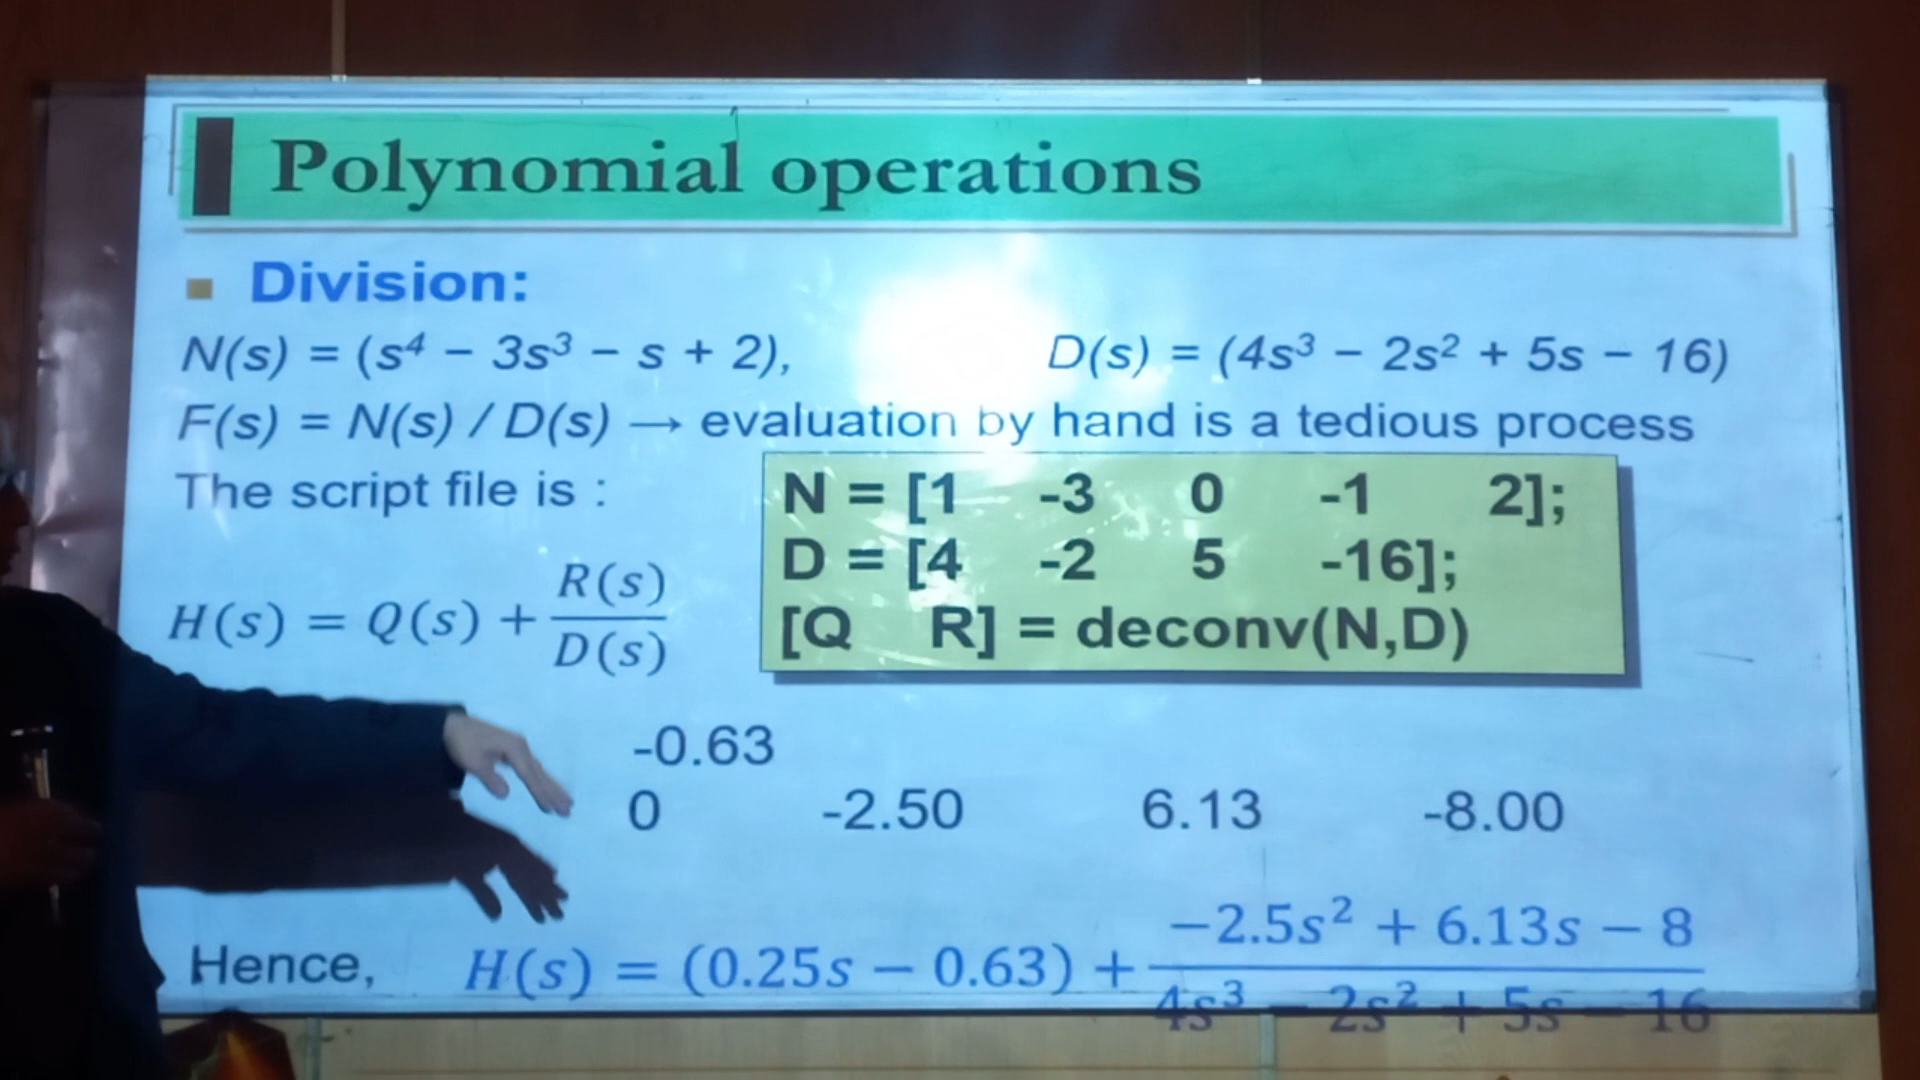 Polynomial operations
Division:
N(s) = (s⁴ – 3s³ – s + 2), D(s) = (4s³ – 2s² + 5s – 16)
F(s) = N(s) / D(s) → evaluation by hand is a tedious process
The script file is :
N = [1 -3 0 -1 2];
D = [4 -2 5 -16];
[Q R] = deconv(N,D)
H(s) = Q(s) + R(s)/D(s)
-0.63
0 -2.50 6.13 -8.00
Hence, H(s) = (0.25s − 0.63) + (−2.5s² + 6.13s − 8)/(4s³ − 2s² + 5s − 16)